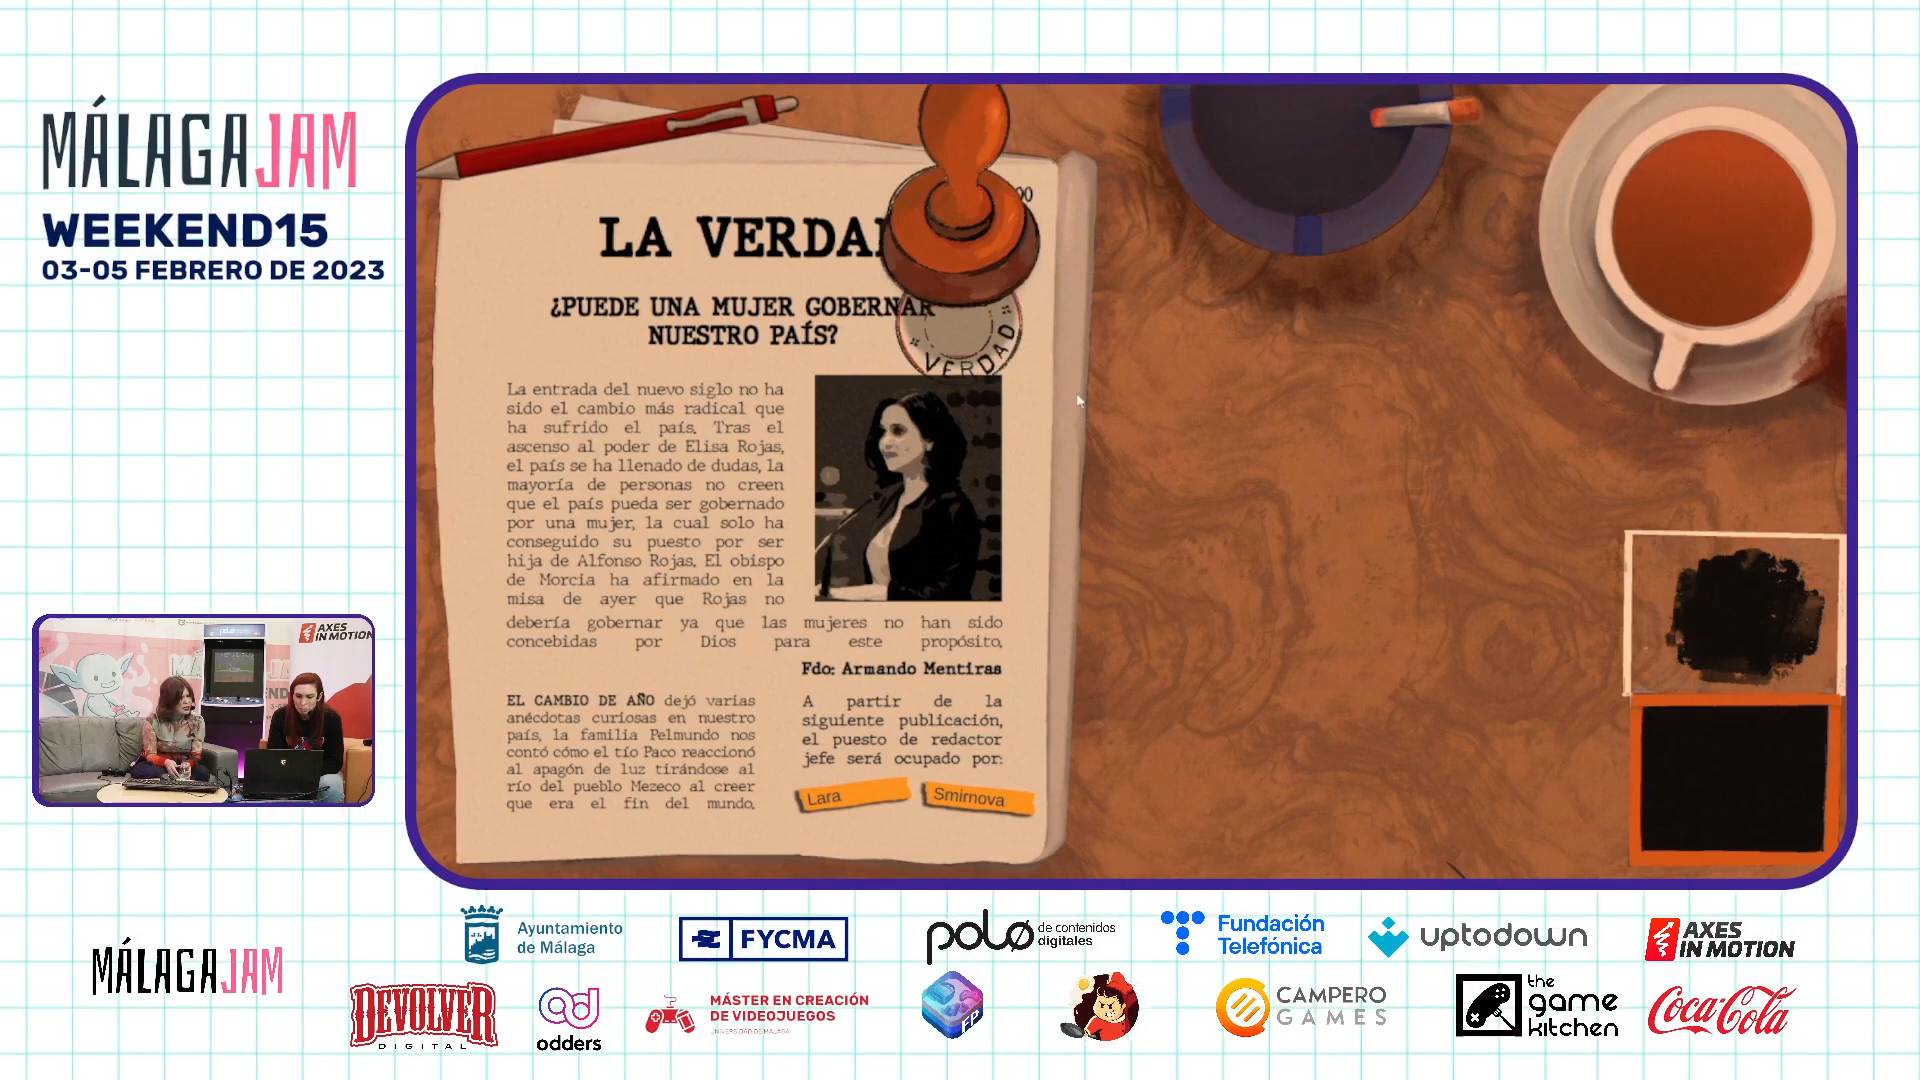 MÁLAGAJAM
WEEKEND15
03-05 FEBRERO DE 2023
00
LA VERDAD
¿PUEDE UNA MUJER GOBERNAR
NUESTRO PAÍS?
VERDAD
La entrada del nuevo siglo no ha
sido el cambio más radical que
ha sufrido el país. Tras el
ascenso al poder de Elisa Rojas,
el país se ha llenado de dudas, la
mayoría de personas no creen
que el país pueda ser gobernado
por una mujer, la cual solo ha
conseguido su puesto por ser
hija de Alfonso Rojas. El obispo
de Morcia ha afirmado en la
misa de ayer que Rojas no
debería gobernar ya que las mujeres no han sido
concebidas por Dios para este propósito.
Fdo: Armando Mentiras
EL CAMBIO DE AÑO dejó varias
anécdotas curiosas en nuestro
país, la familia Pelmundo nos
contó cómo el tío Paco reaccionó
al apagón de luz tirándose al
río del pueblo Mezeco al creer
que era el fin del mundo.
A partir de la
siguiente publicación,
el puesto de redactor
jefe será ocupado por:
Lara Smirnova
AXES
IN MOTION
MÁLAGAJAM
Ayuntamiento
de Málaga
FYCMA
polo de contenidos
digitales
Fundación
Telefónica
uptodown
AXES
IN MOTION
DEVOLVER
DIGITAL
odders
MÁSTER EN CREACIÓN
DE VIDEOJUEGOS
UNIVERSIDAD DE MÁLAGA
FP
CAMPERO
GAMES
the
game
kitchen
Coca-Cola